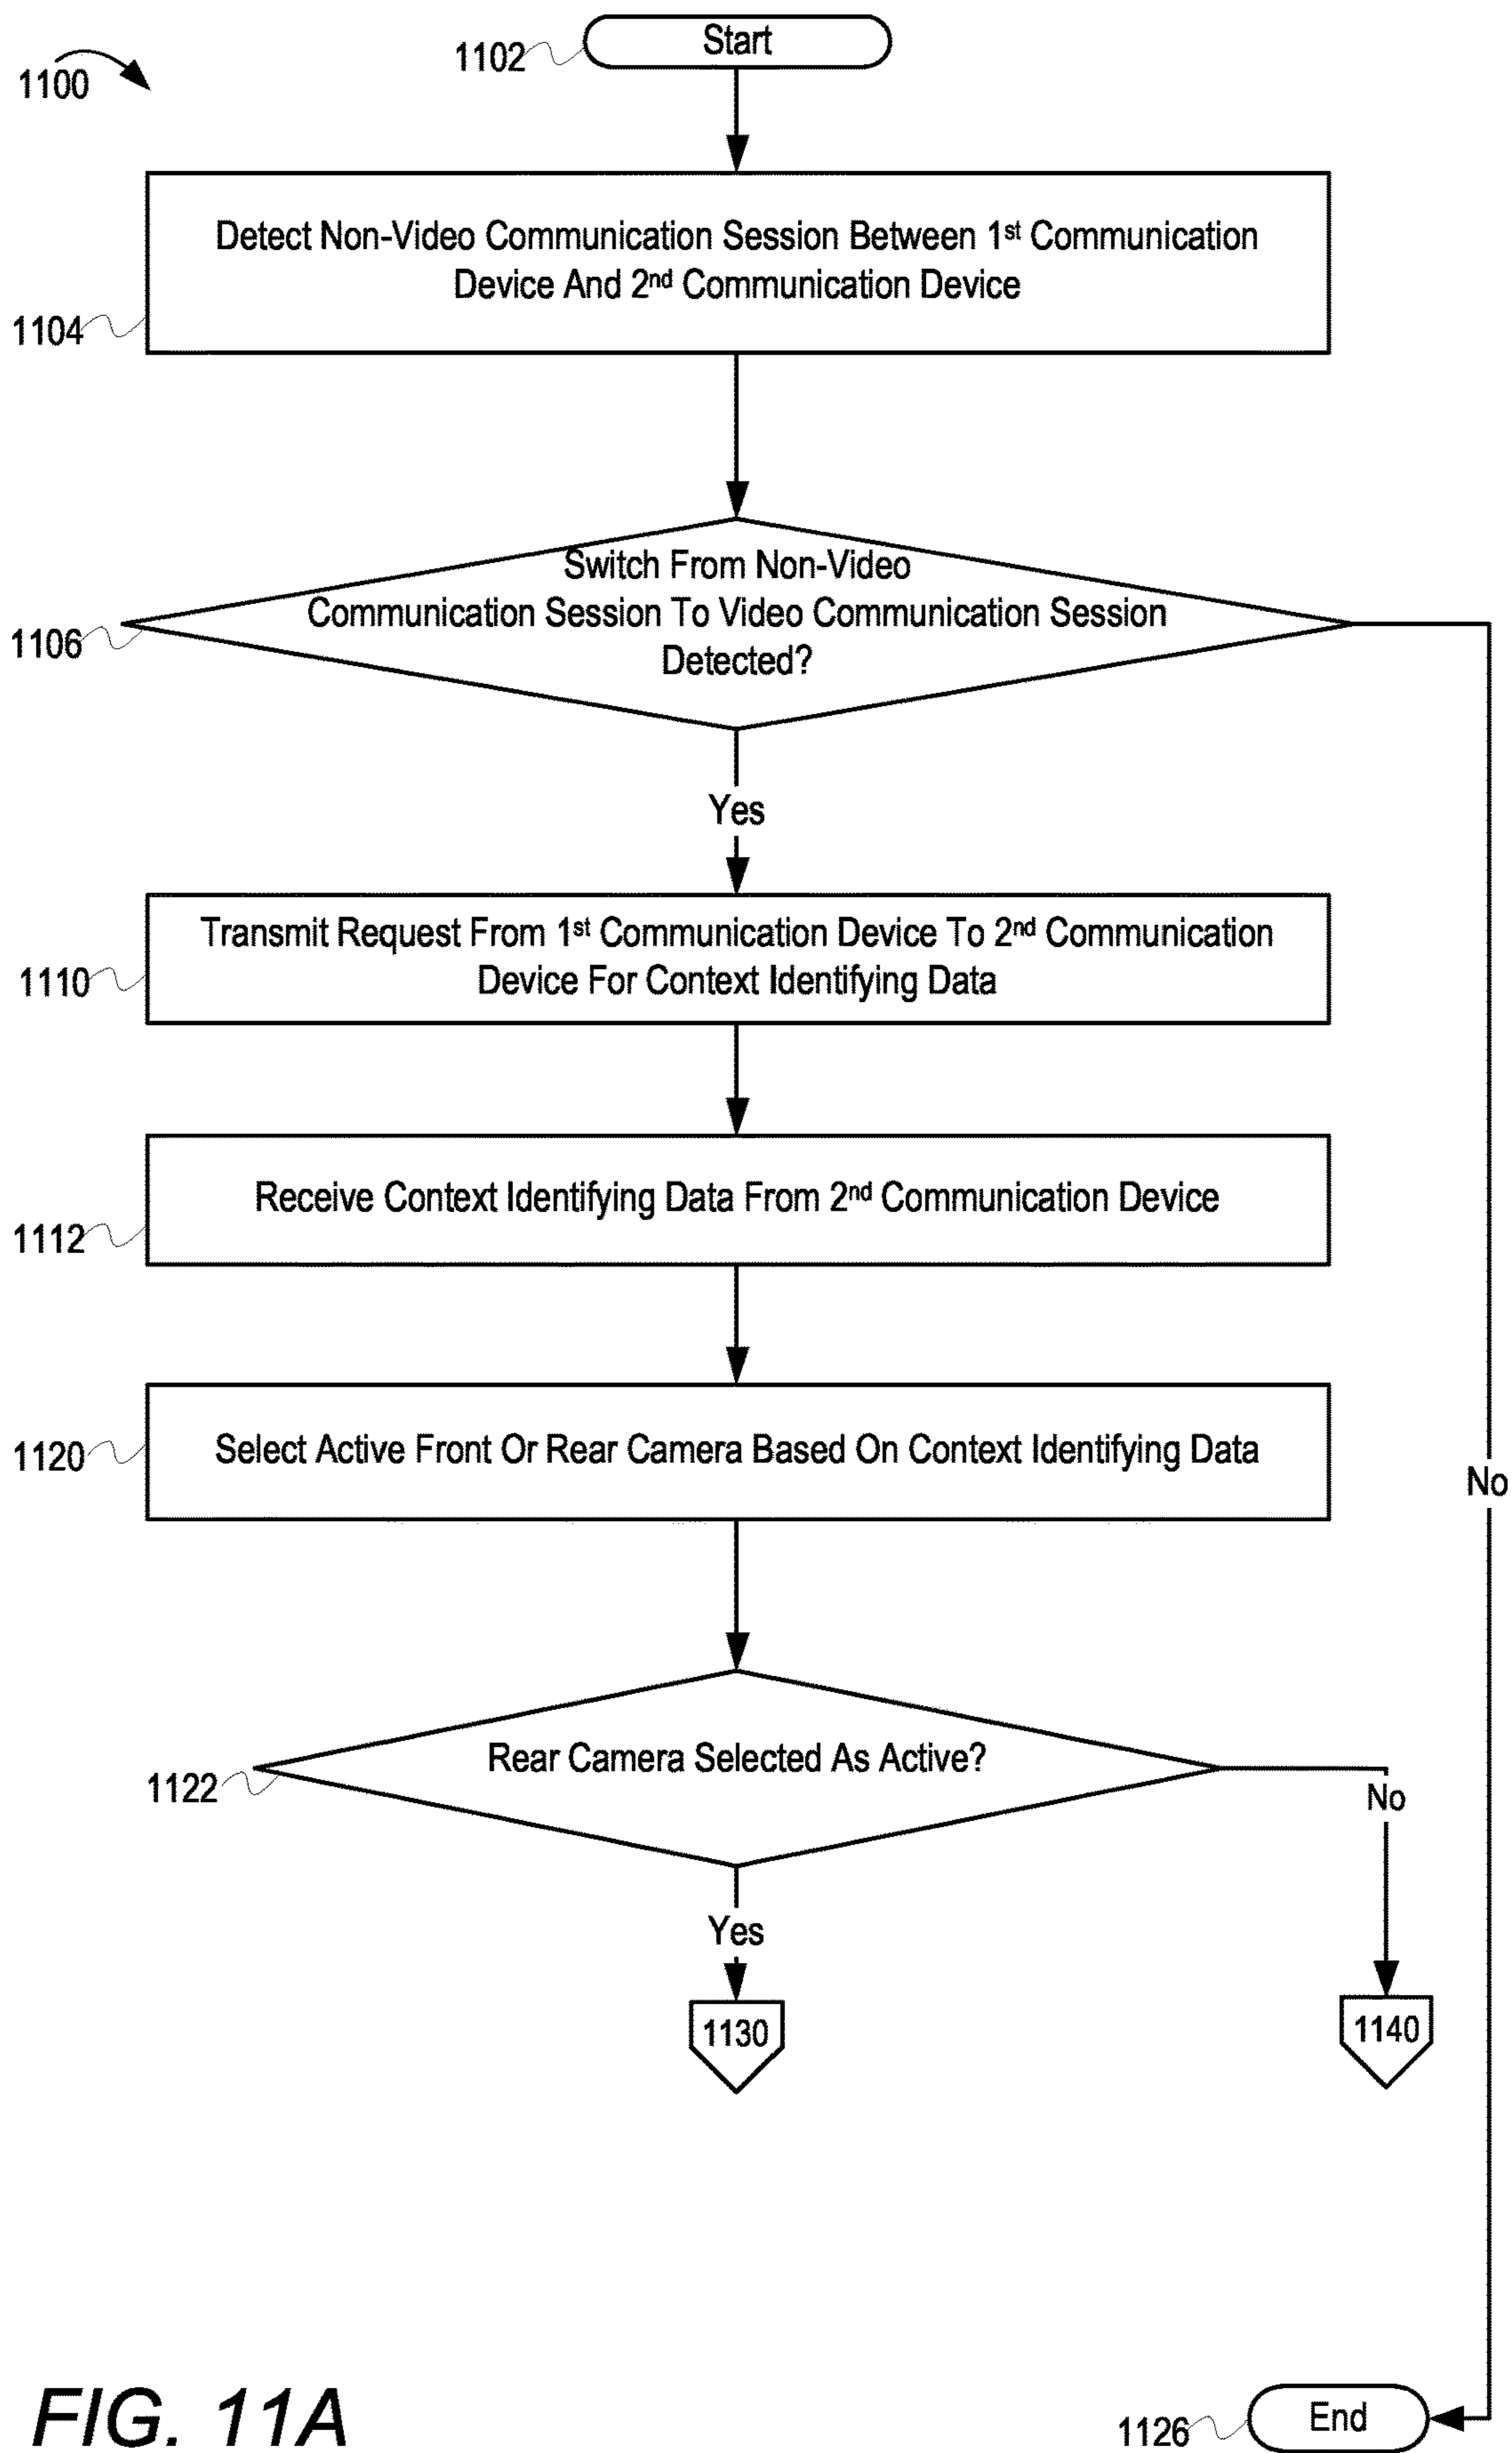 1100
1102
Start
Detect Non-Video Communication Session Between 1st Communication
Device And 2nd Communication Device
1104
Switch From Non-Video
Communication Session To Video Communication Session
Detected?
1106
Yes
Transmit Request From 1st Communication Device To 2nd Communication
Device For Context Identifying Data
1110
Receive Context Identifying Data From 2nd Communication Device
1112
Select Active Front Or Rear Camera Based On Context Identifying Data
1120
No
Rear Camera Selected As Active?
1122
No
Yes
1130
1140
FIG. 11A
1126
End